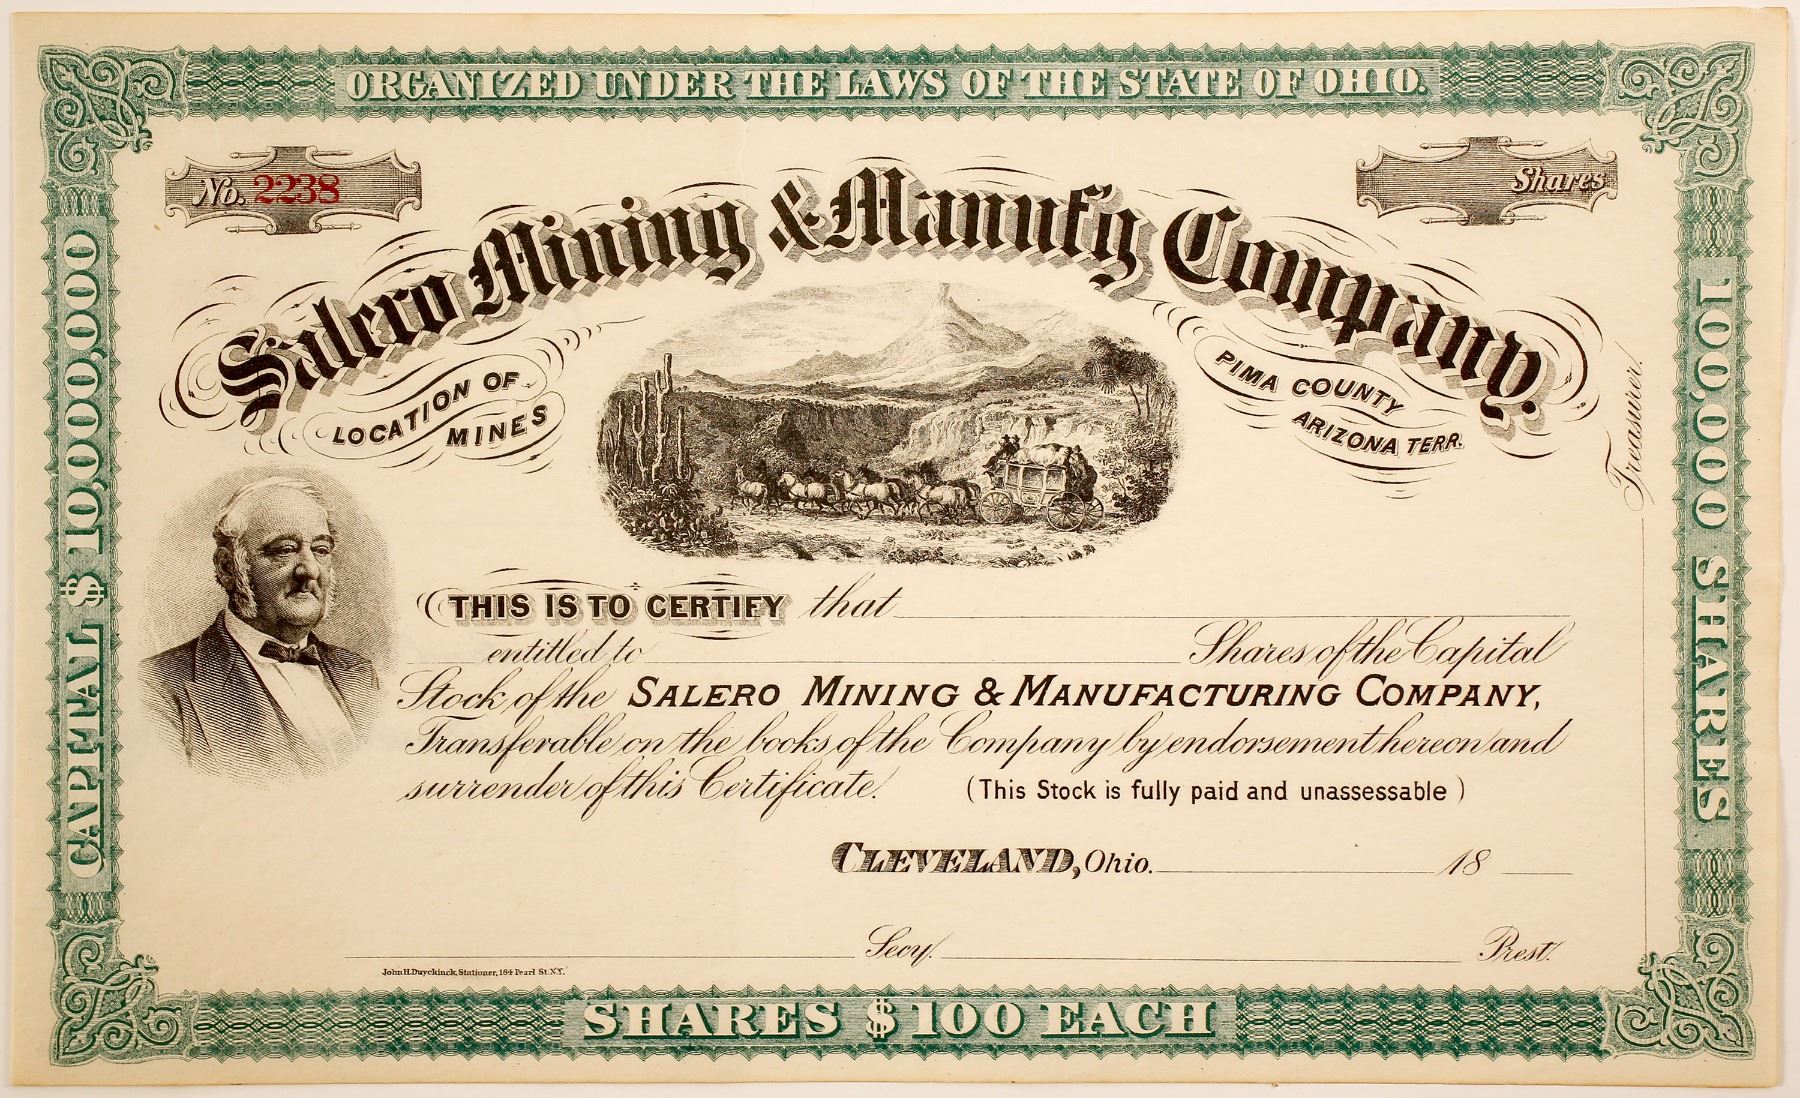 ORGANIZED UNDER THE LAWS OF THE STATE OF OHIO.
No. 2238
Shares
Salero Mining & Manuf'g Company.
LOCATION OF
MINES
PIMA COUNTY
ARIZONA TERR.
CAPITAL $ 10,000,000
100,000 SHARES
Treasurer.
THIS IS TO CERTIFY that
entitled to Shares of the Capital
Stock of the SALERO MINING & MANUFACTURING COMPANY,
Transferable on the books of the Company by endorsement hereon and
surrender of this Certificate. (This Stock is fully paid and unassessable)
CLEVELAND, Ohio. 18
Secy. Prest.
John H. Duyckinck, Stationer, 164 Pearl St. N.Y.
SHARES $100 EACH